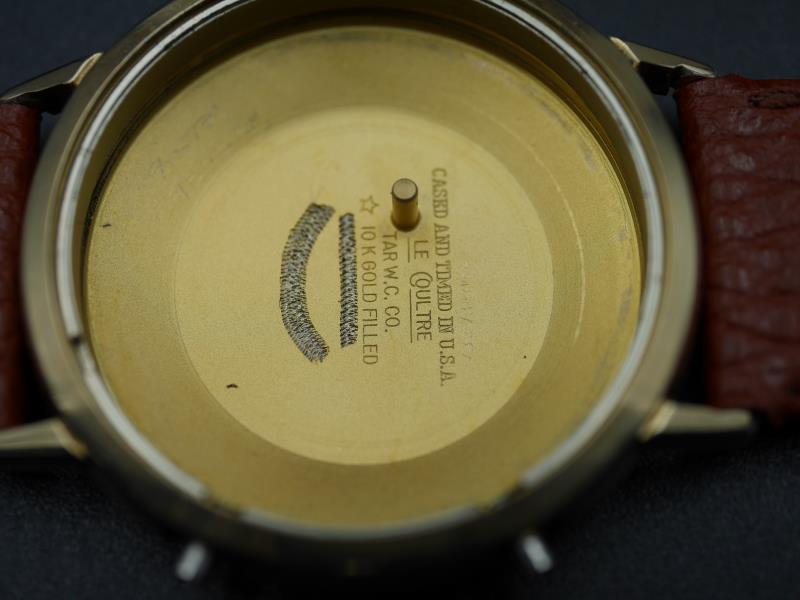 CASED AND TIMED IN U.S.A.
LE COULTRE
TAR W.C. CO.
☆ 10 K GOLD FILLED